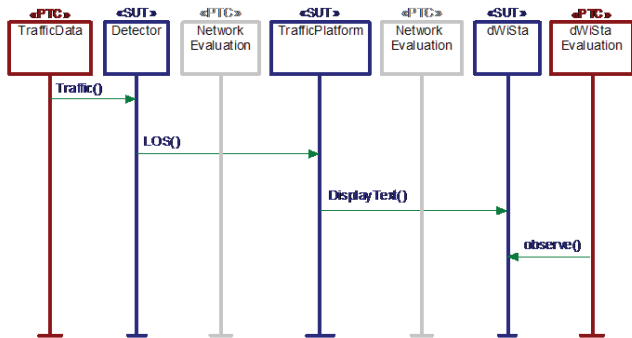 «PTC» «SUT» «PTC» «SUT» «PTC» «SUT» «PTC»
TrafficData Detector Network Evaluation TrafficPlatform Network Evaluation dWiSta dWiSta Evaluation
Traffic()
LOS()
DisplayText()
observe()